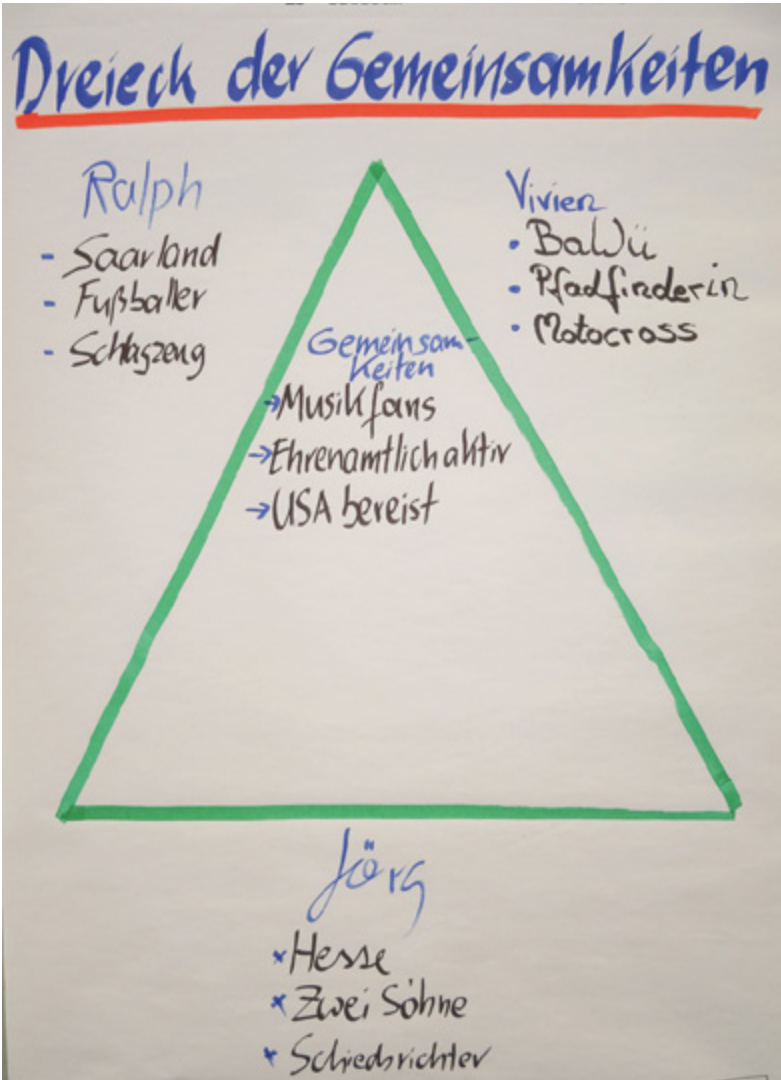 Dreieck der Gemeinsamkeiten
Ralph
- Saarland
- Fußballer
- Schlagzeug
Vivien
• BaWü
• Pfadfinderin
• Motocross
Gemeinsam-
keiten
→ Musikfans
→ Ehrenamtlich aktiv
→ USA bereist
Jörg
x Hesse
x Zwei Söhne
x Schiedsrichter